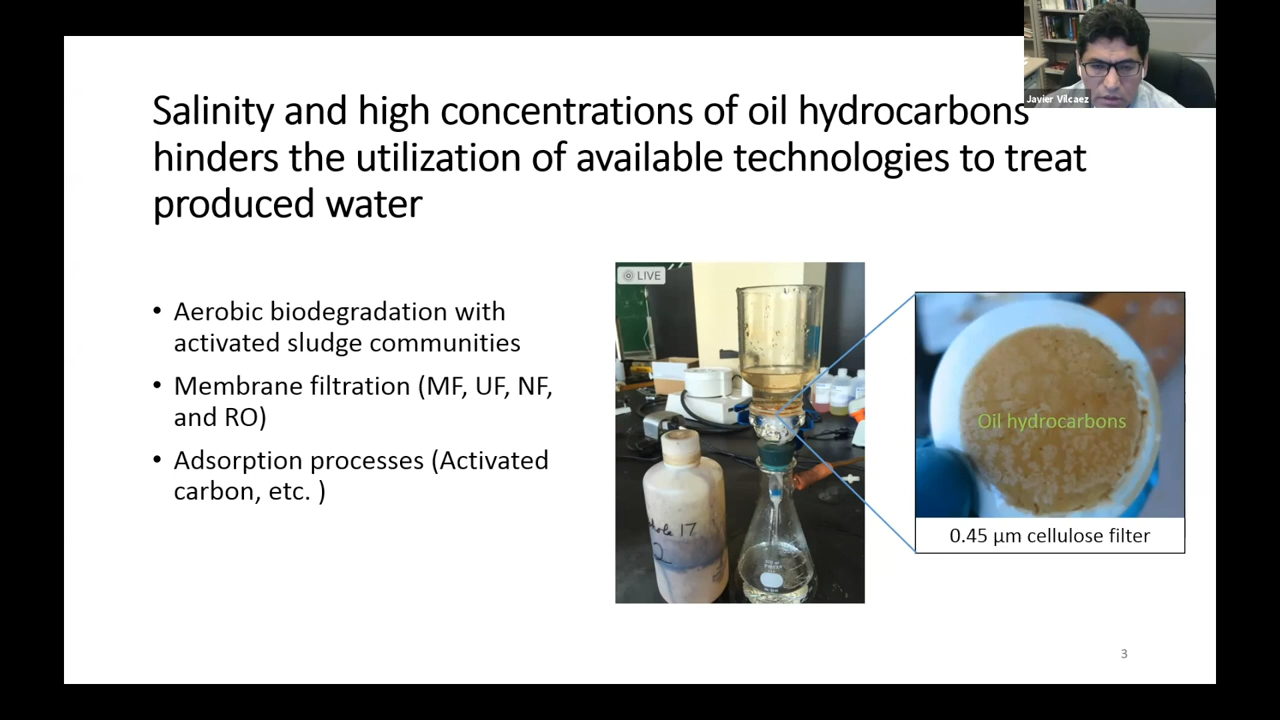 Javier Vilcaez
Salinity and high concentrations of oil hydrocarbons
hinders the utilization of available technologies to treat
produced water
• Aerobic biodegradation with
activated sludge communities
• Membrane filtration (MF, UF, NF,
and RO)
• Adsorption processes (Activated
carbon, etc. )
LIVE
17
Oil hydrocarbons
0.45 µm cellulose filter
3